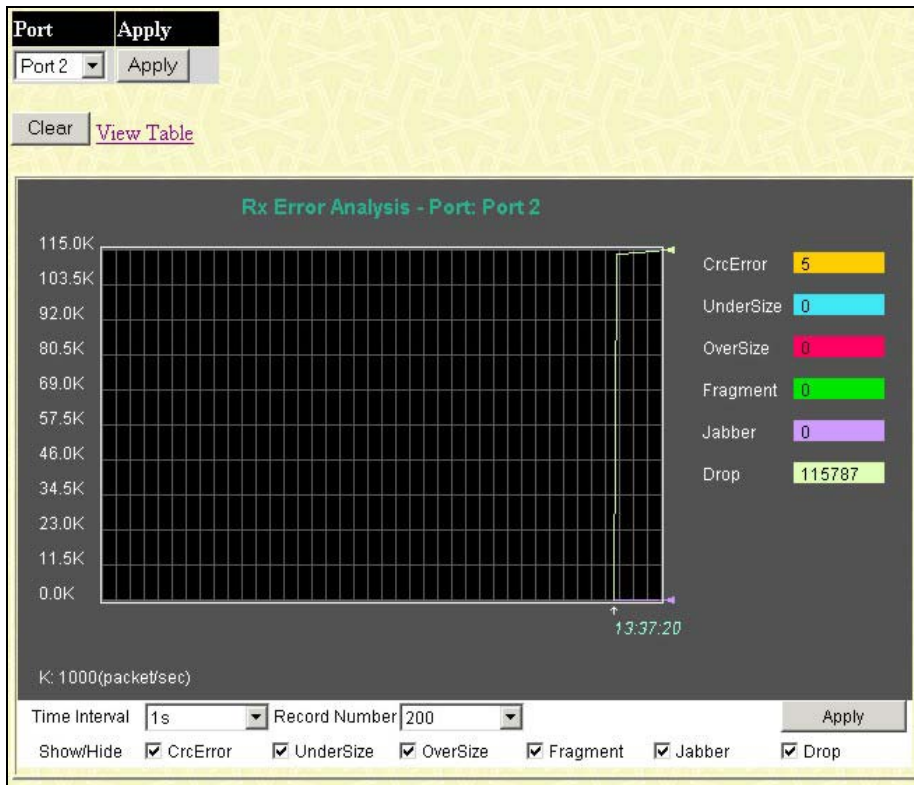 Port Apply
Port 2 Apply
Clear View Table
Rx Error Analysis - Port: Port 2
115.0K
103.5K
92.0K
80.5K
69.0K
57.5K
46.0K
34.5K
23.0K
11.5K
0.0K
13:37:20
CrcError 5
UnderSize 0
OverSize 0
Fragment 0
Jabber 0
Drop 115787
K: 1000(packet/sec)
Time Interval 1s Record Number 200 Apply
Show/Hide CrcError UnderSize OverSize Fragment Jabber Drop